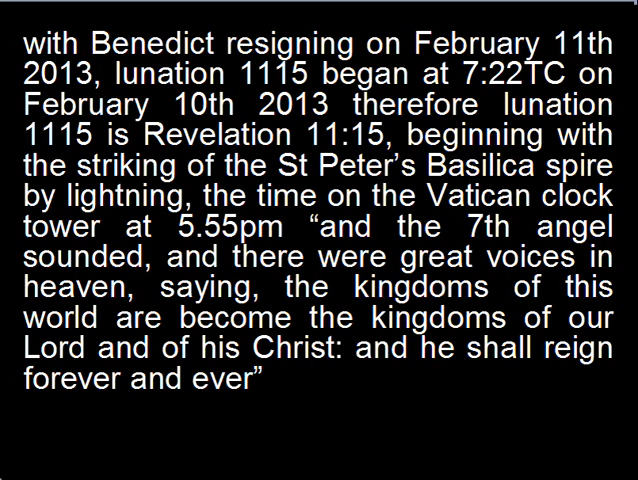 with Benedict resigning on February 11th
2013, lunation 1115 began at 7:22TC on
February 10th 2013 therefore lunation
1115 is Revelation 11:15, beginning with
the striking of the St Peter’s Basilica spire
by lightning, the time on the Vatican clock
tower at 5.55pm “and the 7th angel
sounded, and there were great voices in
heaven, saying, the kingdoms of this
world are become the kingdoms of our
Lord and of his Christ: and he shall reign
forever and ever”